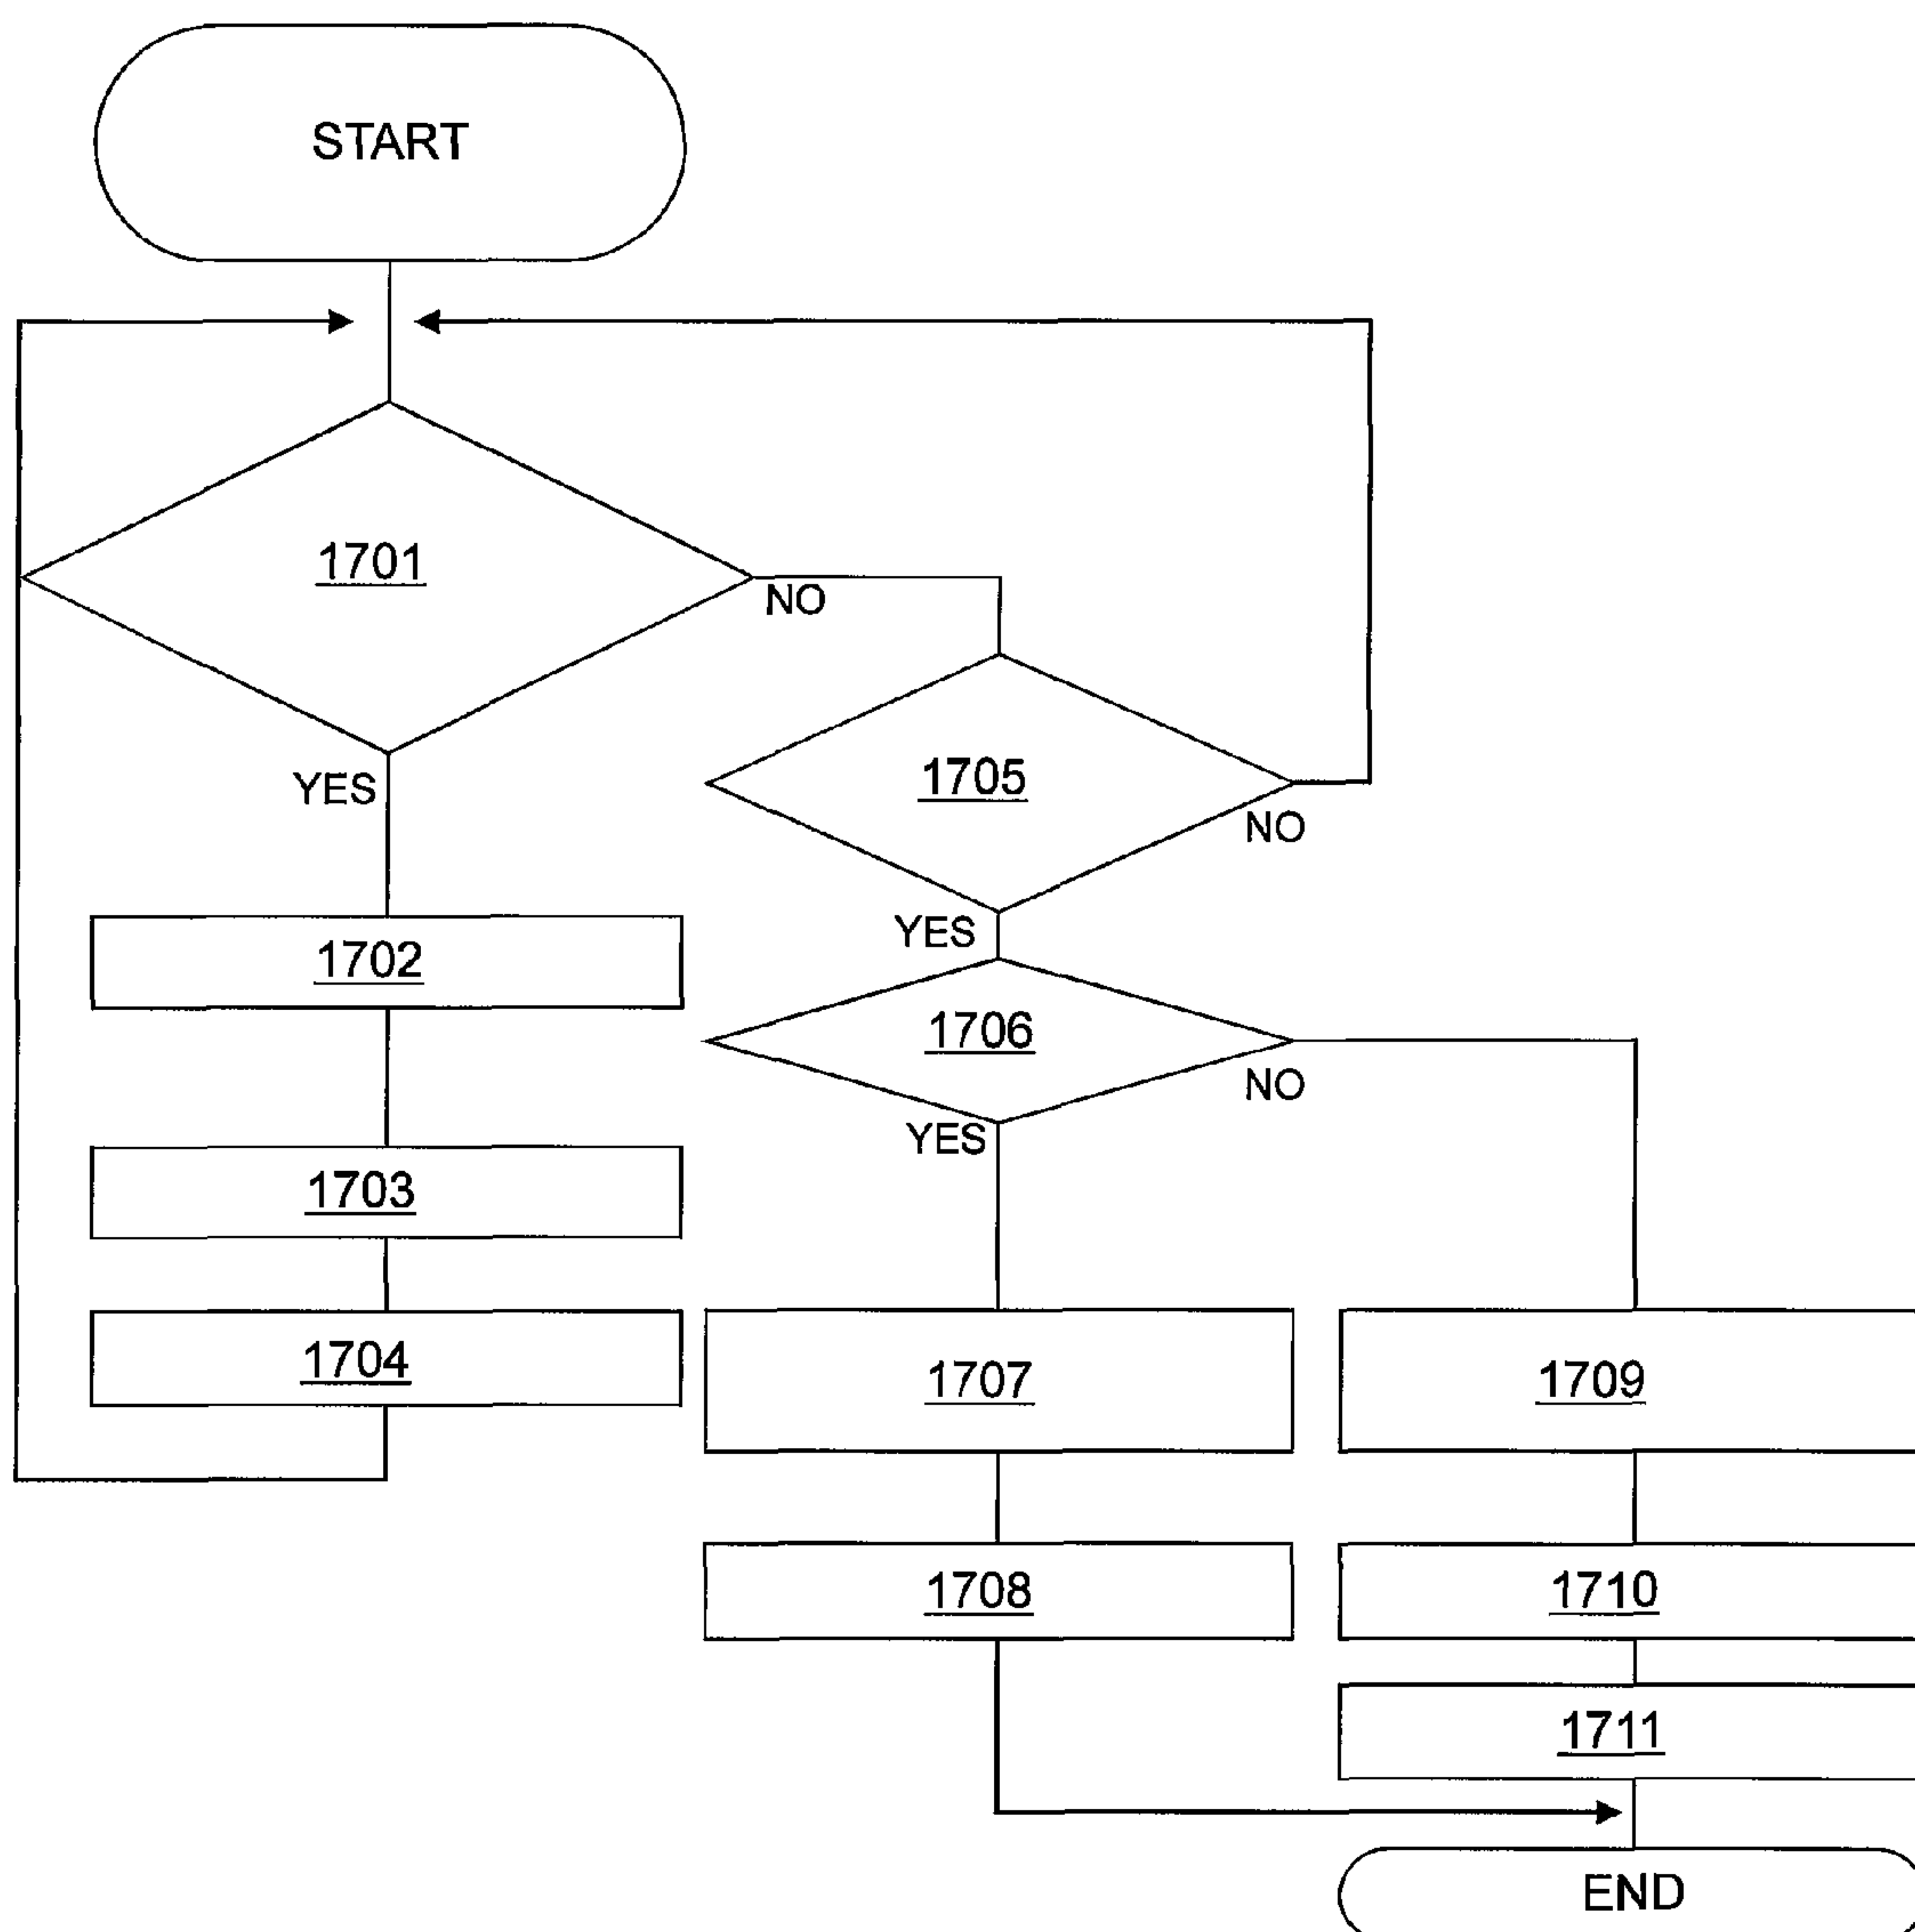 START
1701
NO
YES
1705
NO
1702
YES
1706
NO
YES
1703
1704
1707
1709
1708
1710
1711
END